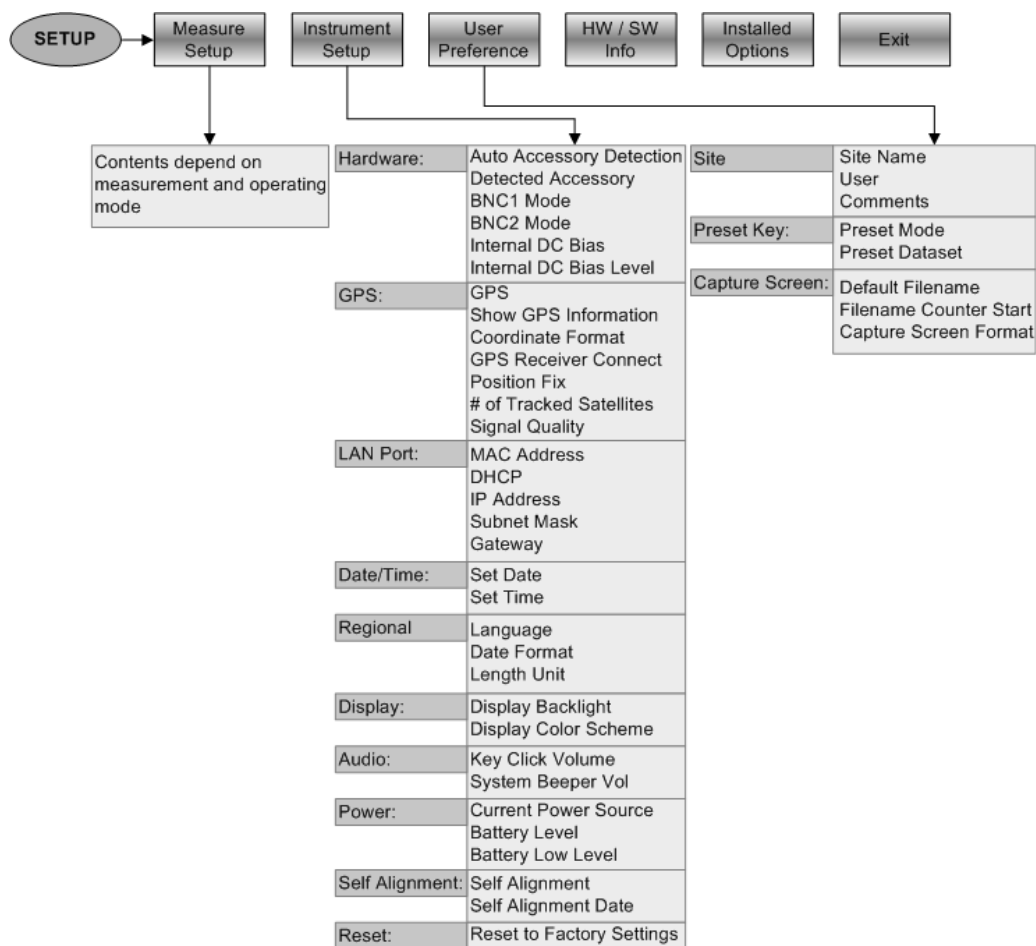 SETUP
Measure
Setup
Instrument
Setup
User
Preference
HW / SW
Info
Installed
Options
Exit
Contents depend on
measurement and operating
mode
Hardware:
Auto Accessory Detection
Detected Accessory
BNC1 Mode
BNC2 Mode
Internal DC Bias
Internal DC Bias Level
GPS:
GPS
Show GPS Information
Coordinate Format
GPS Receiver Connect
Position Fix
# of Tracked Satellites
Signal Quality
LAN Port:
MAC Address
DHCP
IP Address
Subnet Mask
Gateway
Date/Time:
Set Date
Set Time
Regional
Language
Date Format
Length Unit
Display:
Display Backlight
Display Color Scheme
Audio:
Key Click Volume
System Beeper Vol
Power:
Current Power Source
Battery Level
Battery Low Level
Self Alignment:
Self Alignment
Self Alignment Date
Reset:
Reset to Factory Settings
Site
Site Name
User
Comments
Preset Key:
Preset Mode
Preset Dataset
Capture Screen:
Default Filename
Filename Counter Start
Capture Screen Format